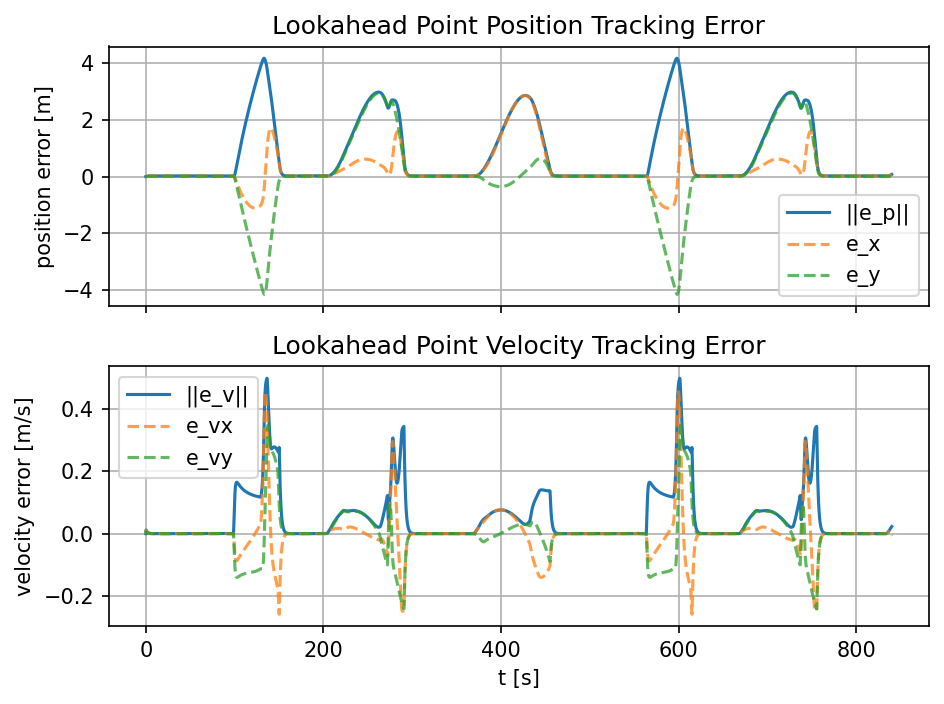 Lookahead Point Position Tracking Error
position error [m]
4
2
0
−2
−4
||e_p||
e_x
e_y
Lookahead Point Velocity Tracking Error
velocity error [m/s]
0.4
0.2
0.0
−0.2
||e_v||
e_vx
e_vy
0 200 400 600 800
t [s]